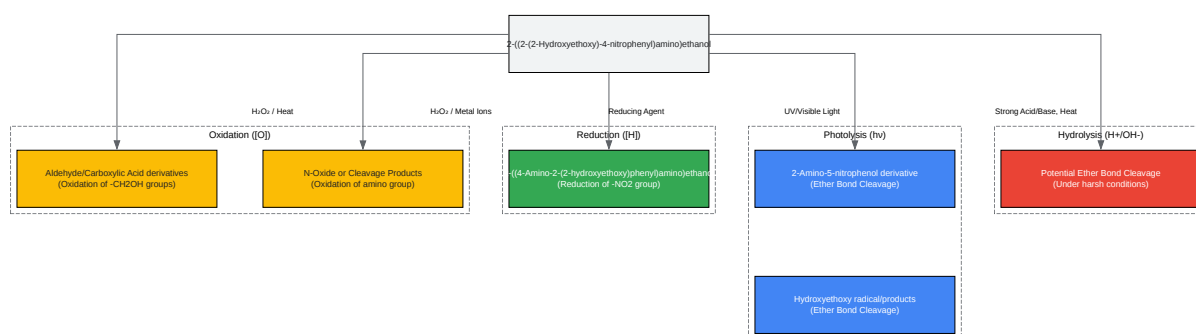 2-((2-(2-Hydroxyethoxy)-4-nitrophenyl)amino)ethanol
H₂O₂ / Heat
H₂O₂ / Metal Ions
Reducing Agent
UV/Visible Light
Strong Acid/Base, Heat
Oxidation ([O])
Reduction ([H])
Photolysis (hv)
Hydrolysis (H+/OH-)
Aldehyde/Carboxylic Acid derivatives
(Oxidation of -CH2OH groups)
N-Oxide or Cleavage Products
(Oxidation of amino group)
-((4-Amino-2-(2-hydroxyethoxy)phenyl)amino)ethano
(Reduction of -NO2 group)
2-Amino-5-nitrophenol derivative
(Ether Bond Cleavage)
Potential Ether Bond Cleavage
(Under harsh conditions)
Hydroxyethoxy radical/products
(Ether Bond Cleavage)